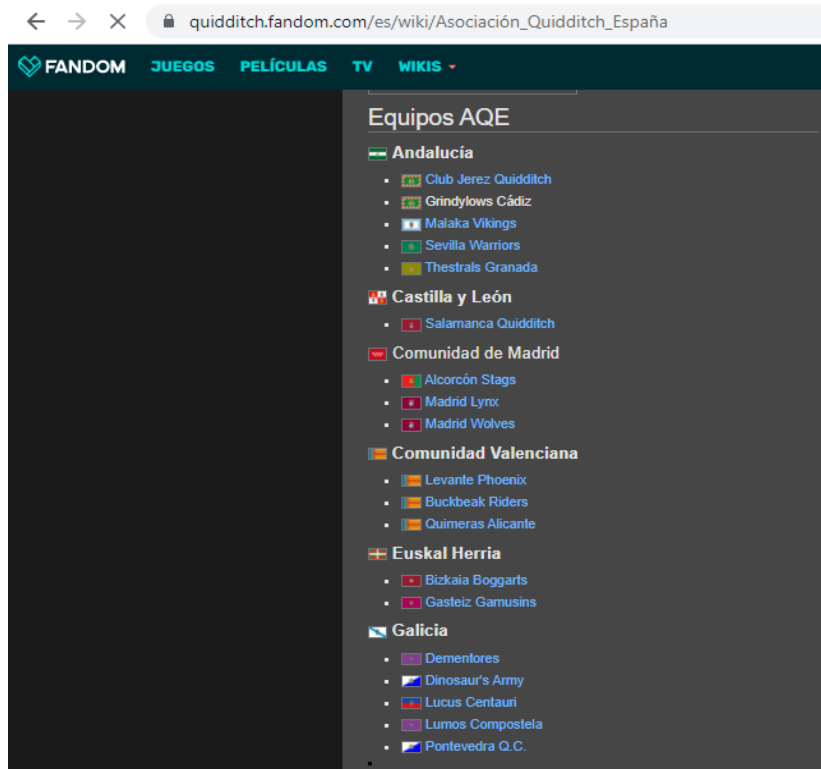 quidditch.fandom.com/es/wiki/Asociación_Quidditch_España
FANDOM JUEGOS PELÍCULAS TV WIKIS
Equipos AQE
Andalucía
Club Jerez Quidditch
Grindylows Cádiz
Malaka Vikings
Sevilla Warriors
Thestrals Granada
Castilla y León
Salamanca Quidditch
Comunidad de Madrid
Alcorcón Stags
Madrid Lynx
Madrid Wolves
Comunidad Valenciana
Levante Phoenix
Buckbeak Riders
Quimeras Alicante
Euskal Herria
Bizkaia Boggarts
Gasteiz Gamusins
Galicia
Dementores
Dinosaur's Army
Lucus Centauri
Lumos Compostela
Pontevedra Q.C.